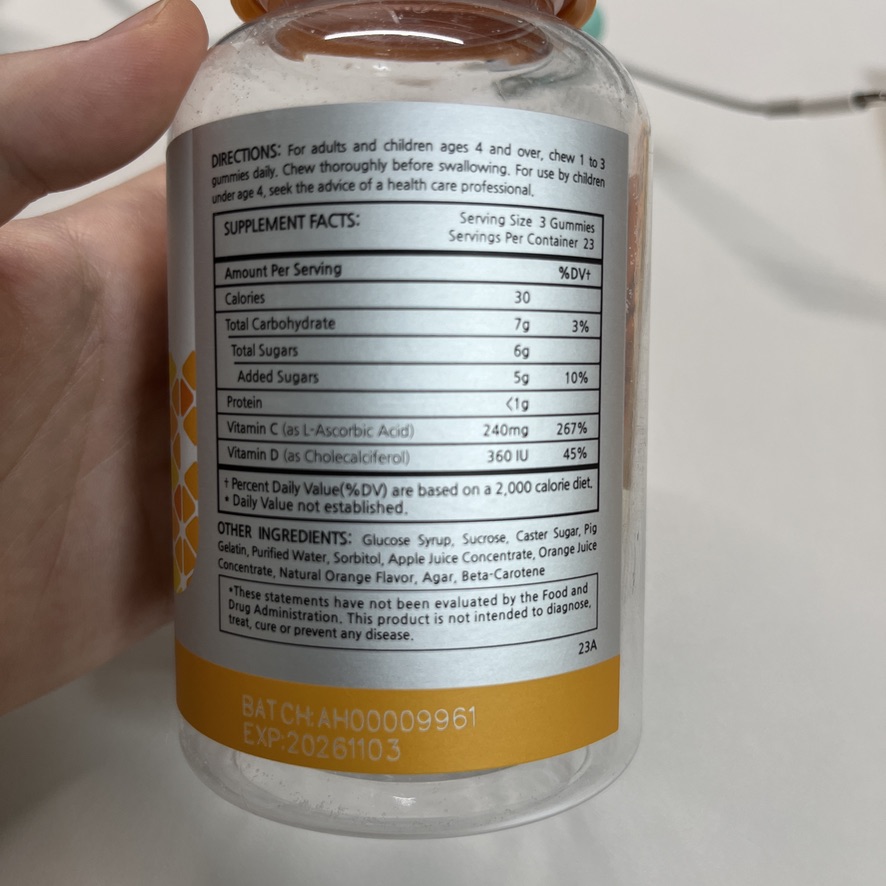 DIRECTIONS: For adults and children ages 4 and over, chew 1 to 3
gummies daily. Chew thoroughly before swallowing. For use by children
under age 4, seek the advice of a health care professional.
SUPPLEMENT FACTS:
Serving Size 3 Gummies
Servings Per Container 23
Amount Per Serving %DV†
Calories 30
Total Carbohydrate 7g 3%
Total Sugars 6g
Added Sugars 5g 10%
Protein <1g
Vitamin C (as L-Ascorbic Acid) 240mg 267%
Vitamin D (as Cholecalciferol) 360 IU 45%
† Percent Daily Value(%DV) are based on a 2,000 calorie diet.
• Daily Value not established.
OTHER INGREDIENTS: Glucose Syrup, Sucrose, Caster Sugar, Pig
Gelatin, Purified Water, Sorbitol, Apple Juice Concentrate, Orange Juice
Concentrate, Natural Orange Flavor, Agar, Beta-Carotene
•These statements have not been evaluated by the Food and
Drug Administration. This product is not intended to diagnose,
treat, cure or prevent any disease.
23A
BATCH:AH00009961
EXP:20261103